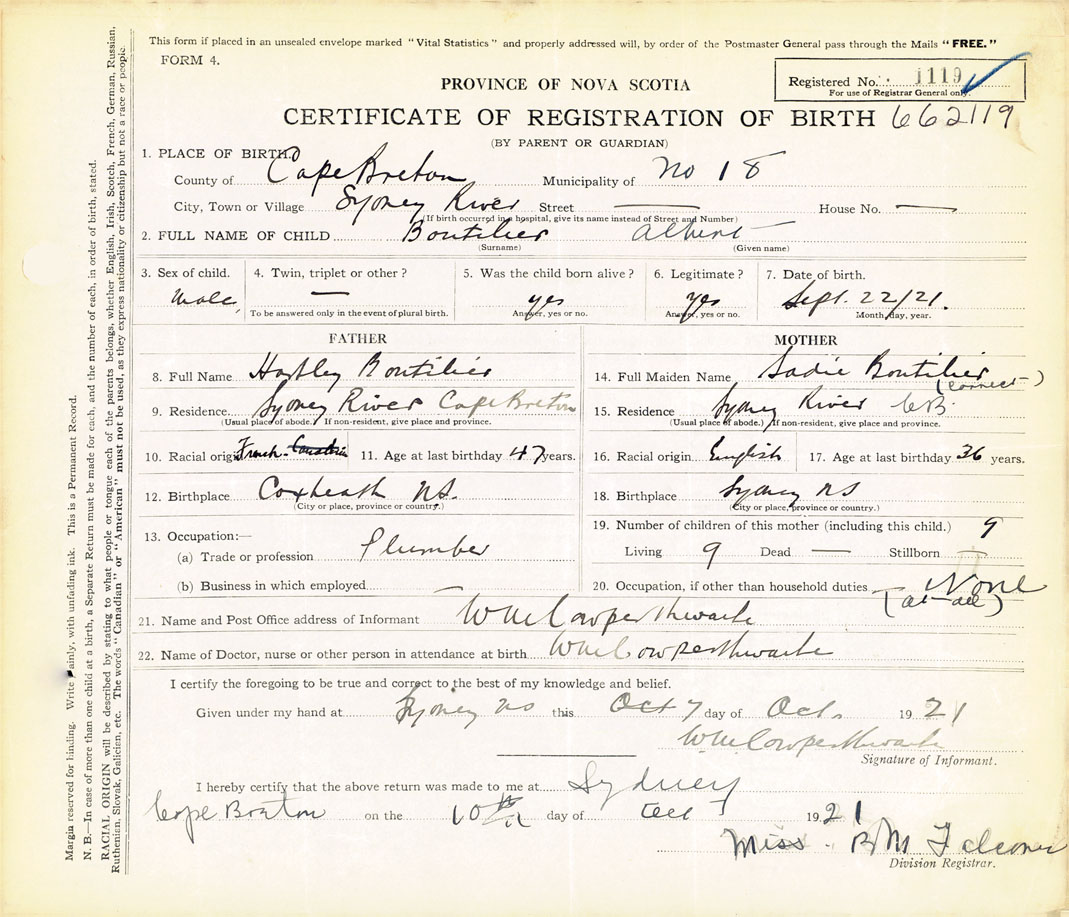 This form if placed in an unsealed envelope marked "Vital Statistics" and properly addressed will, by order of the Postmaster General pass through the Mails "FREE."
FORM 4.
Registered No. 1119
For use of Registrar General only.
PROVINCE OF NOVA SCOTIA
CERTIFICATE OF REGISTRATION OF BIRTH 662119
(BY PARENT OR GUARDIAN)
1. PLACE OF BIRTH.
County of Cape Breton Municipality of No 18
City, Town or Village Sydney River Street — House No. —
(If birth occurred in a hospital, give its name instead of Street and Number)
2. FULL NAME OF CHILD Boutilier Albert
(Surname) (Given name)
3. Sex of child. 4. Twin, triplet or other? 5. Was the child born alive? 6. Legitimate? 7. Date of birth.
Male, — yes yes Sept. 22/21.
To be answered only in the event of plural birth. Answer, yes or no. Answer, yes or no. Month, day, year.
FATHER
8. Full Name Hartley Boutilier
9. Residence Sydney River Cape Breton
(Usual place of abode.) If non-resident, give place and province.
10. Racial origin French-Canadian 11. Age at last birthday 47 years.
12. Birthplace Coxheath N.S.
(City or place, province or country.)
13. Occupation:—
(a) Trade or profession Plumber
(b) Business in which employed
MOTHER
14. Full Maiden Name Sadie Boutilier
(correct)
15. Residence Sydney River C.B.
(Usual place of abode.) If non-resident, give place and province.
16. Racial origin English 17. Age at last birthday 36 years.
18. Birthplace Sydney NS
(City or place, province or country.)
19. Number of children of this mother (including this child.) 9
Living 9 Dead — Stillborn —
20. Occupation, if other than household duties None
(at all)
21. Name and Post Office address of Informant WM Cowperthwaite
22. Name of Doctor, nurse or other person in attendance at birth WM Cowperthwaite
I certify the foregoing to be true and correct to the best of my knowledge and belief.
Given under my hand at Sydney NS this Oct 7 day of Oct. 1921
WM Cowperthwaite
Signature of Informant.
I hereby certify that the above return was made to me at Sydney
Cape Breton on the 10th day of Oct 1921
Miss. B M Falconer
Division Registrar.
Margin reserved for binding. Write plainly, with unfading ink. This is a Permanent Record.
N. B.—In case of more than one child at a birth, a Separate Return must be made for each, and the number of each, in order of birth, stated.
RACIAL ORIGIN will be described by stating to what people or tongue each of the parents belongs, whether English, Irish, Scotch, French, German, Russian,
Ruthenian, Slovak, Galician, etc. The words "Canadian" or "American" must not be used, as they express nationality or citizenship but not a race or people.